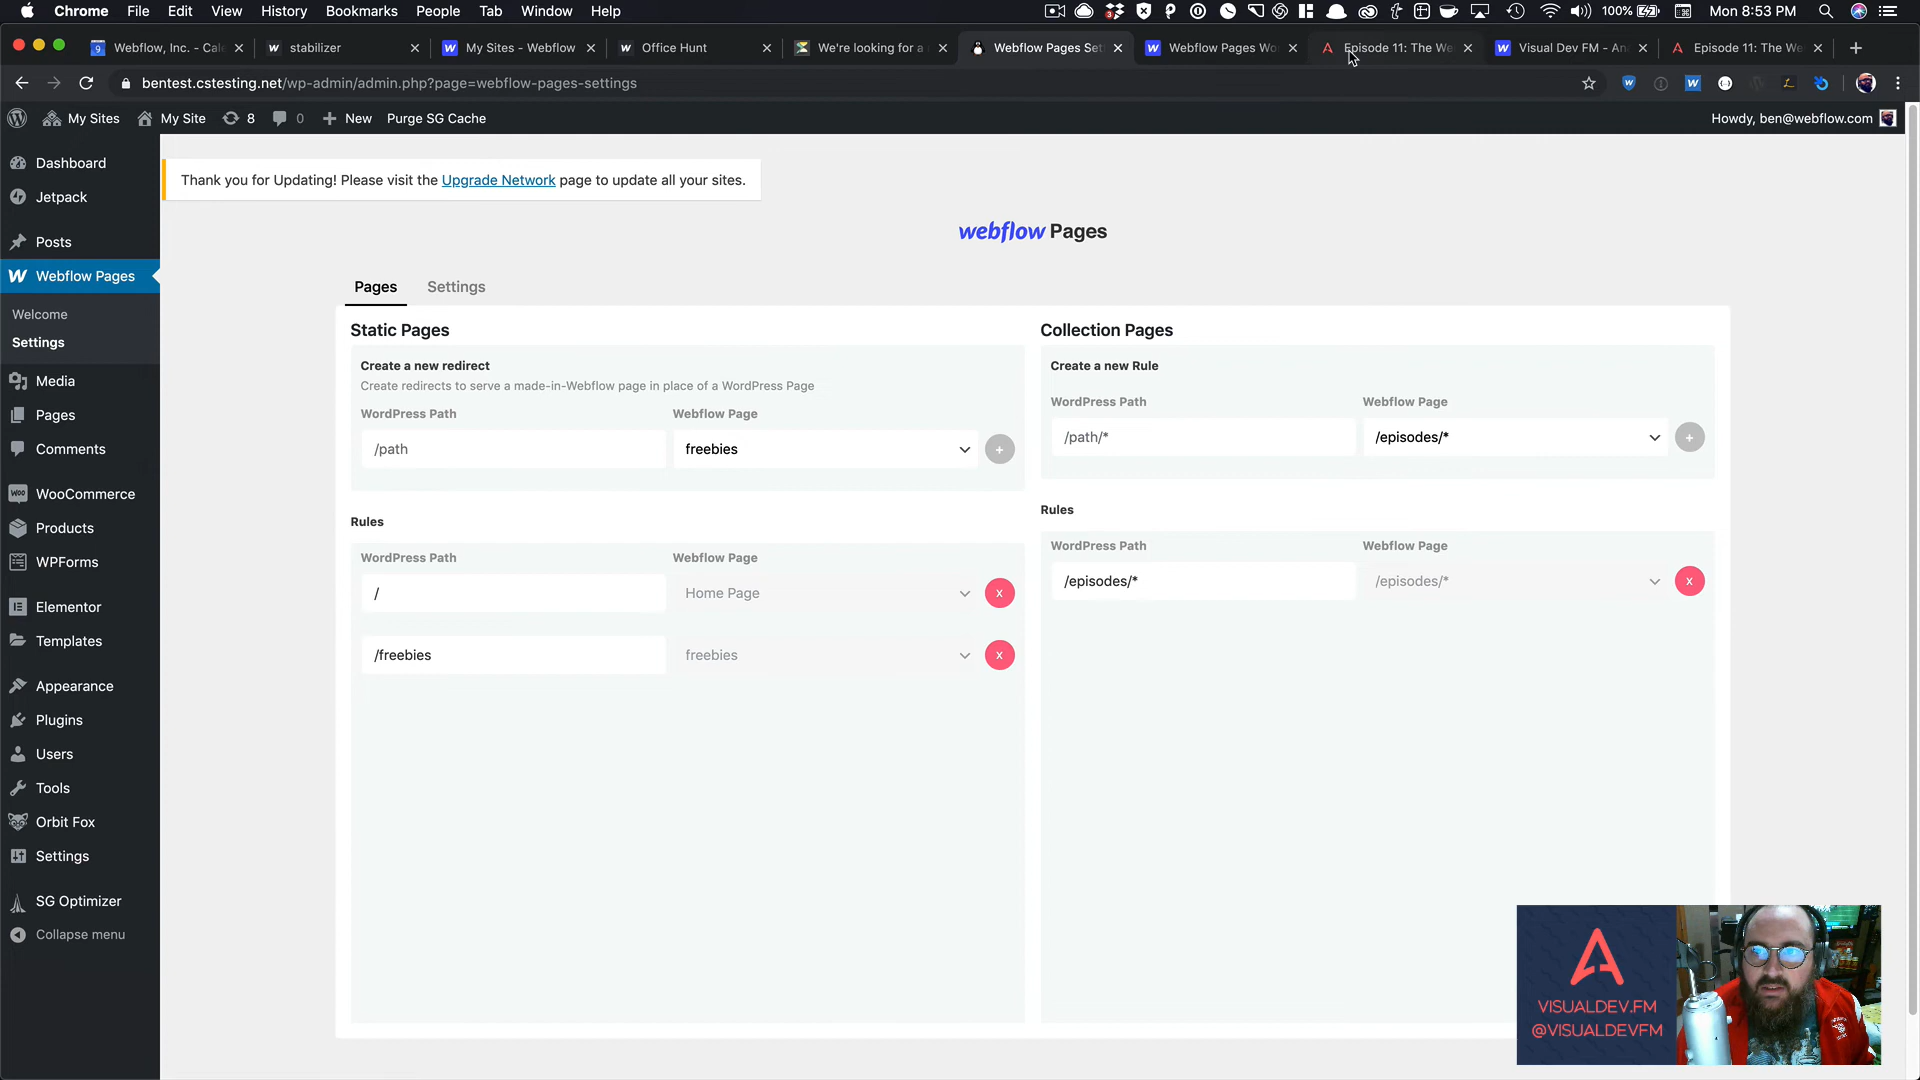 Chrome File Edit View History Bookmarks People Tab Window Help
3
100%
Mon 8:53 PM
9 Webflow, Inc. - Cale
stabilizer
My Sites - Webflow
Office Hunt
We're looking for a
Webflow Pages Set
Webflow Pages Wo
Episode 11: The We
Visual Dev FM - An
Episode 11: The We
bentest.cstesting.net/wp-admin/admin.php?page=webflow-pages-settings
My Sites My Site 8 0 New Purge SG Cache
Howdy, ben@webflow.com
Dashboard
Jetpack
Posts
Webflow Pages
Welcome
Settings
Media
Pages
Comments
WooCommerce
Products
WPForms
Elementor
Templates
Appearance
Plugins
Users
Tools
Orbit Fox
Settings
SG Optimizer
Collapse menu
Thank you for Updating! Please visit the Upgrade Network page to update all your sites.
webflow Pages
Pages Settings
Static Pages
Create a new redirect
Create redirects to serve a made-in-Webflow page in place of a WordPress Page
WordPress Path Webflow Page
/path freebies +
Rules
WordPress Path Webflow Page
/ Home Page x
/freebies freebies x
Collection Pages
Create a new Rule
WordPress Path Webflow Page
/path/* /episodes/* +
Rules
WordPress Path Webflow Page
/episodes/* /episodes/* x
VISUALDEV.FM
@VISUALDEVFM